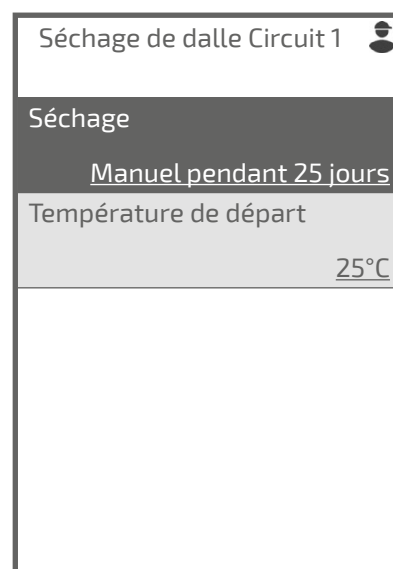 Séchage de dalle Circuit 1
Séchage
Manuel pendant 25 jours
Température de départ
25°C